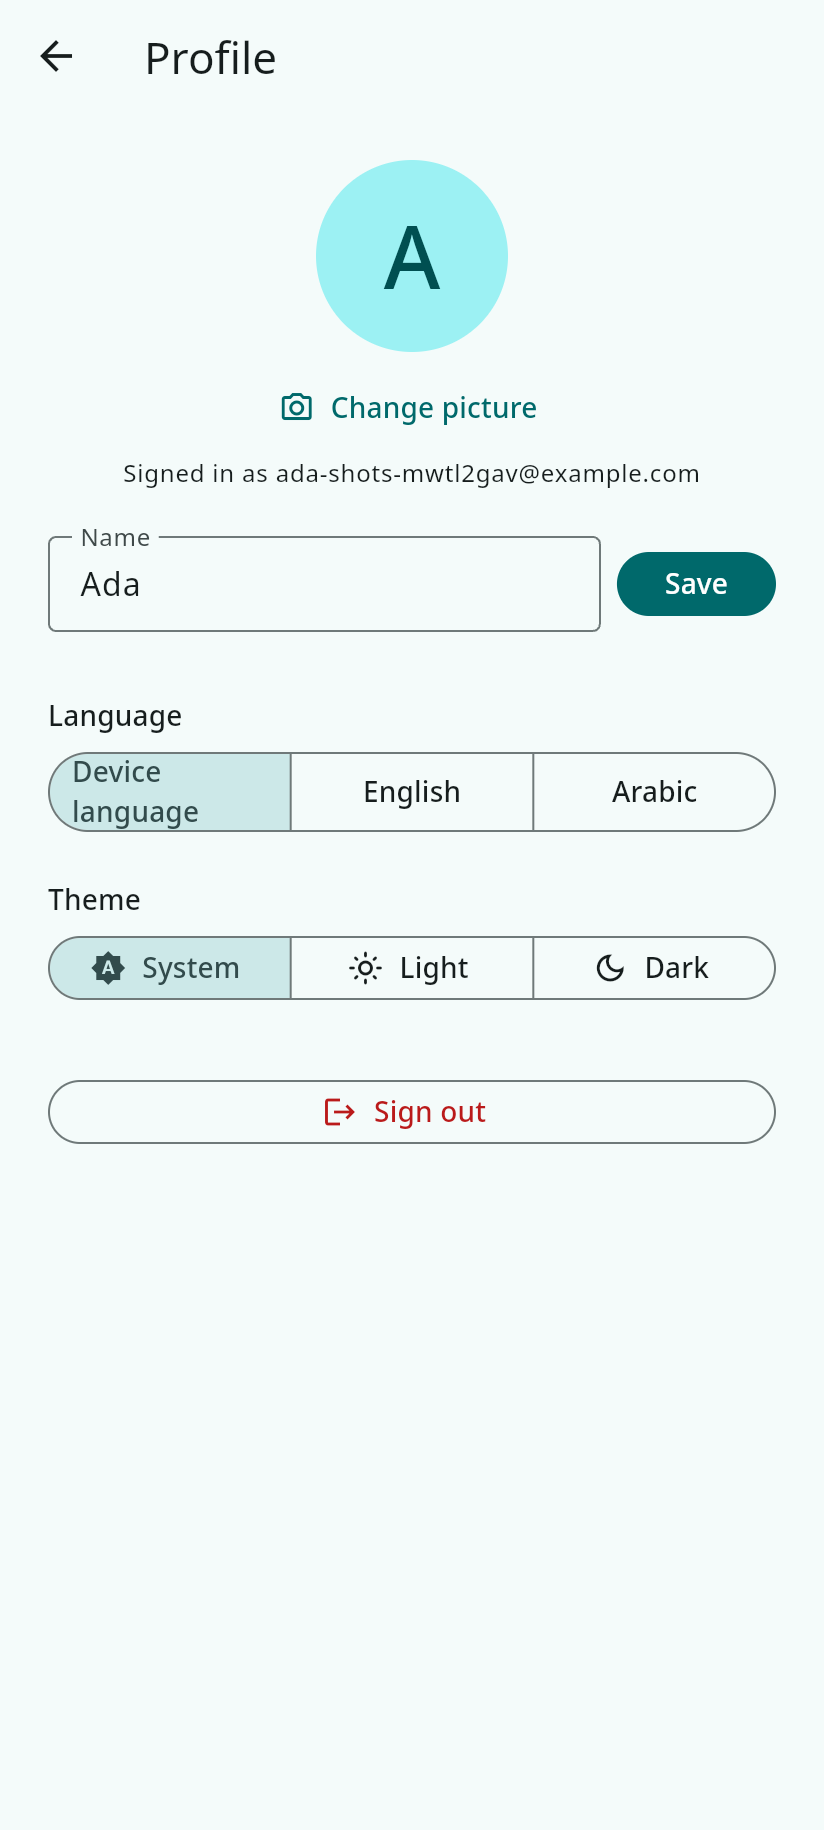 Profile
A
Change picture
Signed in as ada-shots-mwtl2gav@example.com
Name
Ada
Save
Language
Device
language
English
Arabic
Theme
A System
Light
Dark
Sign out